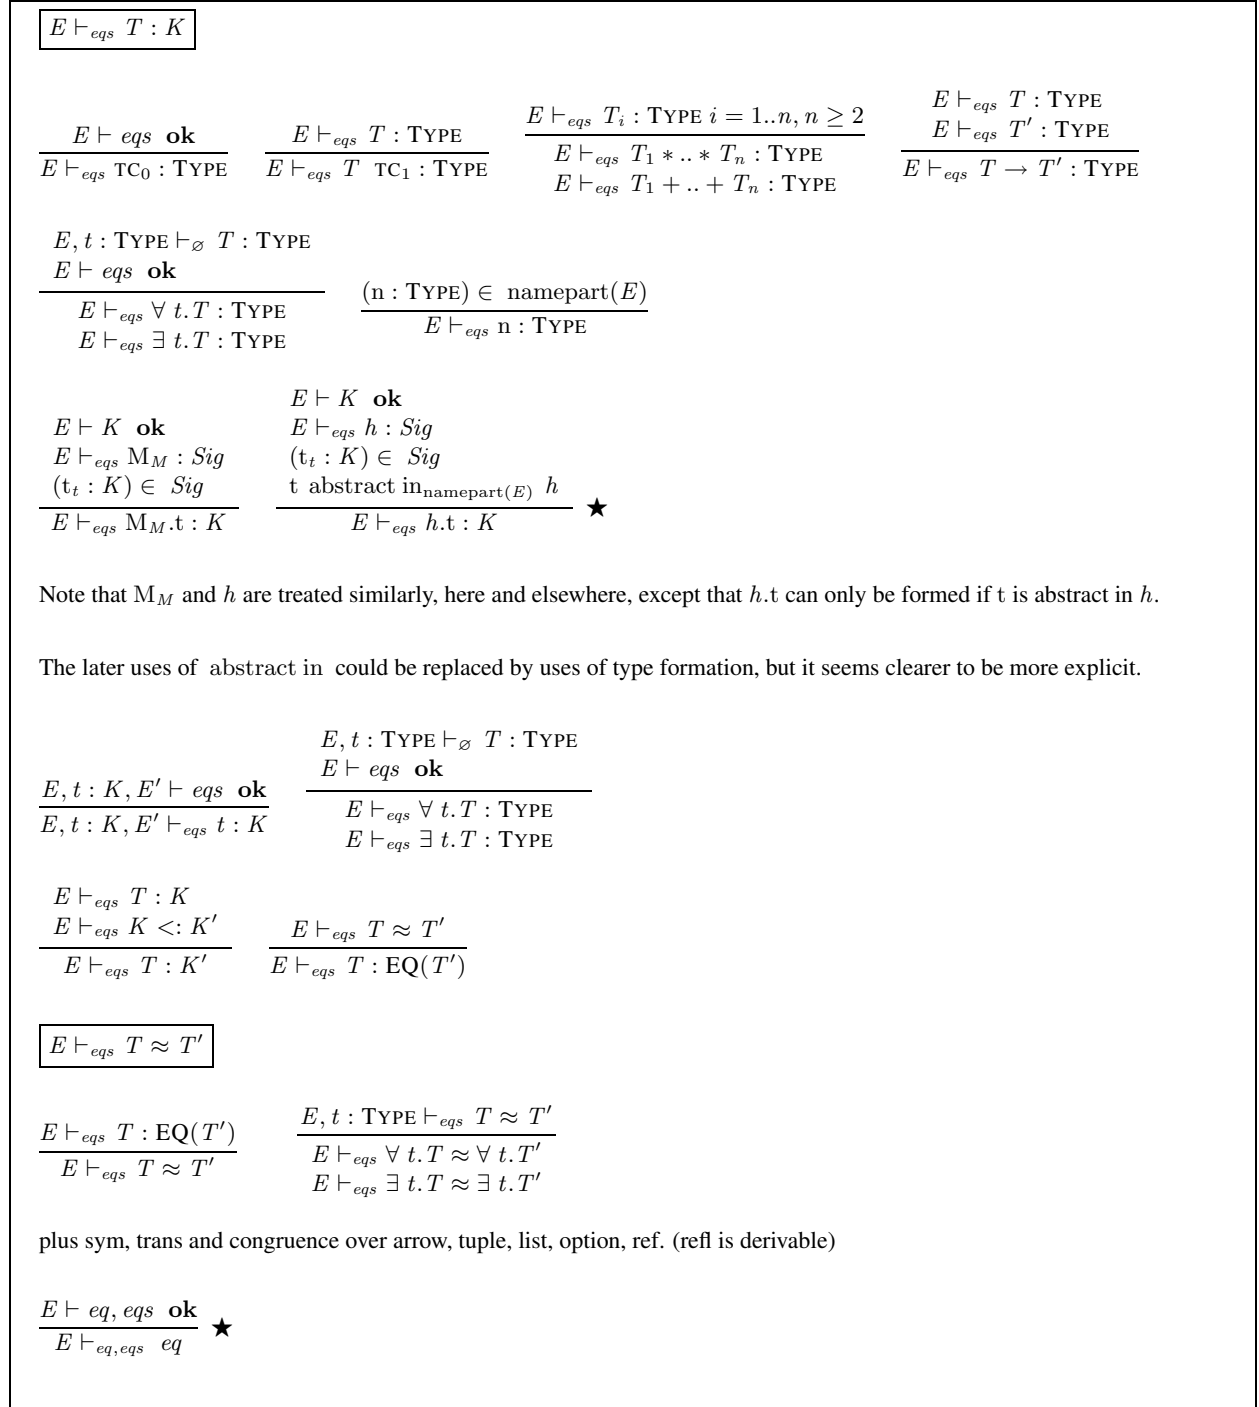 E ⊢_eqs T : K
E ⊢ eqs ok
E ⊢_eqs TC₀ : TYPE
E ⊢_eqs T : TYPE
E ⊢_eqs T TC₁ : TYPE
E ⊢_eqs T_i : TYPE i = 1..n, n ≥ 2
E ⊢_eqs T₁ ∗ .. ∗ T_n : TYPE
E ⊢_eqs T₁ + .. + T_n : TYPE
E ⊢_eqs T : TYPE
E ⊢_eqs T′ : TYPE
E ⊢_eqs T → T′ : TYPE
E, t : TYPE ⊢_∅ T : TYPE
E ⊢ eqs ok
E ⊢_eqs ∀ t. T : TYPE
E ⊢_eqs ∃ t. T : TYPE
(n : TYPE) ∈ namepart(E)
E ⊢_eqs n : TYPE
E ⊢ K ok
E ⊢_eqs M_M : Sig
(t_t : K) ∈ Sig
E ⊢_eqs M_M.t : K
E ⊢ K ok
E ⊢_eqs h : Sig
(t_t : K) ∈ Sig
t abstract in_namepart(E) h
E ⊢_eqs h.t : K ★
Note that M_M and h are treated similarly, here and elsewhere, except that h.t can only be formed if t is abstract in h.
The later uses of abstract in could be replaced by uses of type formation, but it seems clearer to be more explicit.
E, t : K, E′ ⊢ eqs ok
E, t : K, E′ ⊢_eqs t : K
E, t : TYPE ⊢_∅ T : TYPE
E ⊢ eqs ok
E ⊢_eqs ∀ t. T : TYPE
E ⊢_eqs ∃ t. T : TYPE
E ⊢_eqs T : K
E ⊢_eqs K <: K′
E ⊢_eqs T : K′
E ⊢_eqs T ≈ T′
E ⊢_eqs T : EQ(T′)
E ⊢_eqs T ≈ T′
E ⊢_eqs T : EQ(T′)
E ⊢_eqs T ≈ T′
E, t : TYPE ⊢_eqs T ≈ T′
E ⊢_eqs ∀ t. T ≈ ∀ t. T′
E ⊢_eqs ∃ t. T ≈ ∃ t. T′
plus sym, trans and congruence over arrow, tuple, list, option, ref. (refl is derivable)
E ⊢ eq, eqs ok
E ⊢_eq,eqs eq ★